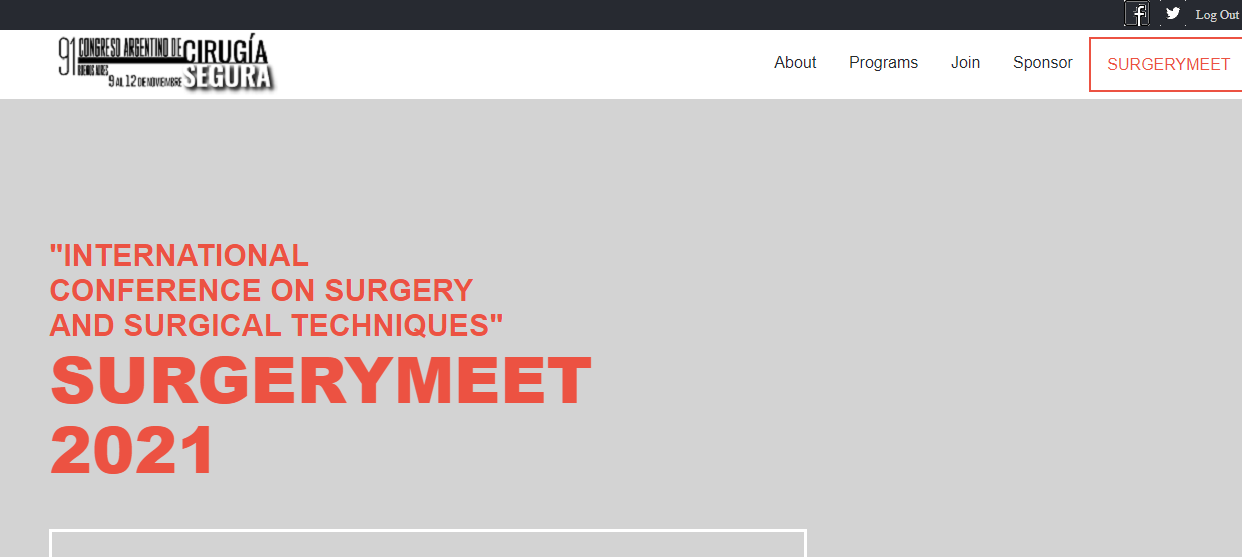 Log Out
91 CONGRESO ARGENTINO DE CIRUGÍA
BUENOS AIRES
9 AL 12 DE NOVIEMBRE SEGURA
About Programs Join Sponsor SURGERYMEET
"INTERNATIONAL
CONFERENCE ON SURGERY
AND SURGICAL TECHNIQUES"
SURGERYMEET
2021